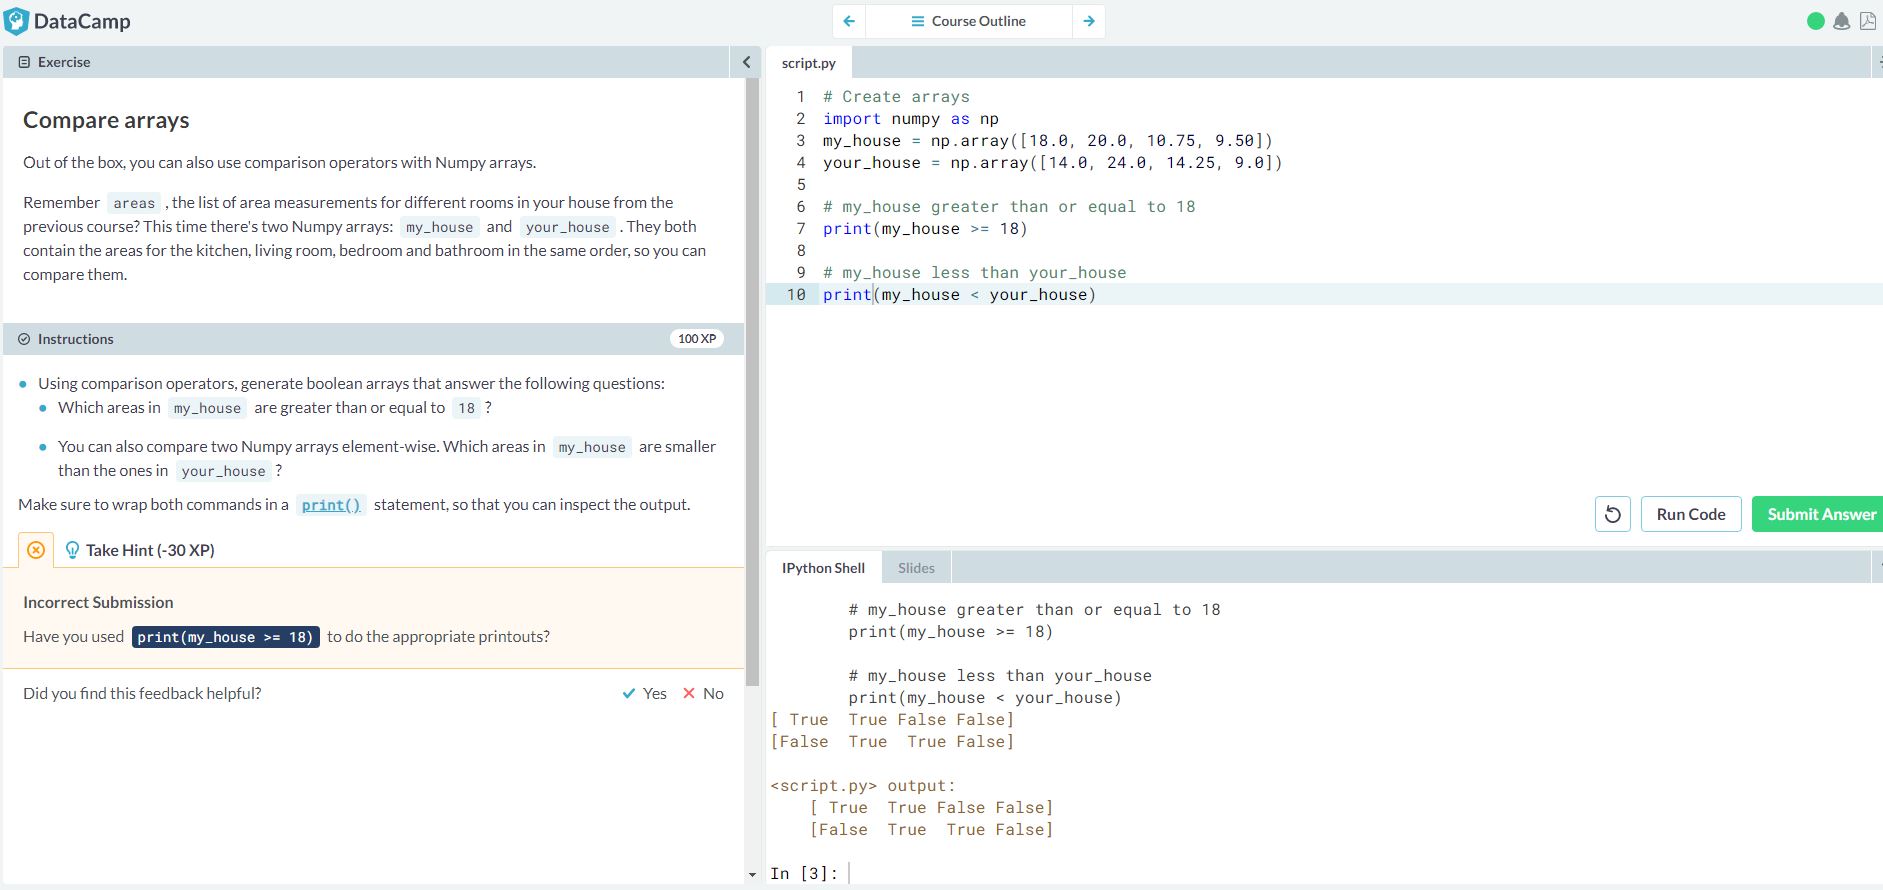 DataCamp
Course Outline
Exercise
Compare arrays
Out of the box, you can also use comparison operators with Numpy arrays.
Remember areas , the list of area measurements for different rooms in your house from the
previous course? This time there's two Numpy arrays: my_house and your_house . They both
contain the areas for the kitchen, living room, bedroom and bathroom in the same order, so you can
compare them.
Instructions
100 XP
Using comparison operators, generate boolean arrays that answer the following questions:
Which areas in my_house are greater than or equal to 18 ?
You can also compare two Numpy arrays element-wise. Which areas in my_house are smaller
than the ones in your_house ?
Make sure to wrap both commands in a print() statement, so that you can inspect the output.
Take Hint (-30 XP)
Incorrect Submission
Have you used print(my_house >= 18) to do the appropriate printouts?
Did you find this feedback helpful?
Yes
No
script.py
1 # Create arrays
2 import numpy as np
3 my_house = np.array([18.0, 20.0, 10.75, 9.50])
4 your_house = np.array([14.0, 24.0, 14.25, 9.0])
5
6 # my_house greater than or equal to 18
7 print(my_house >= 18)
8
9 # my_house less than your_house
10 print(my_house < your_house)
Run Code
Submit Answer
IPython Shell
Slides
# my_house greater than or equal to 18
print(my_house >= 18)
# my_house less than your_house
print(my_house < your_house)
[ True  True False False]
[False  True  True False]
<script.py> output:
[ True  True False False]
[False  True  True False]
In [3]: